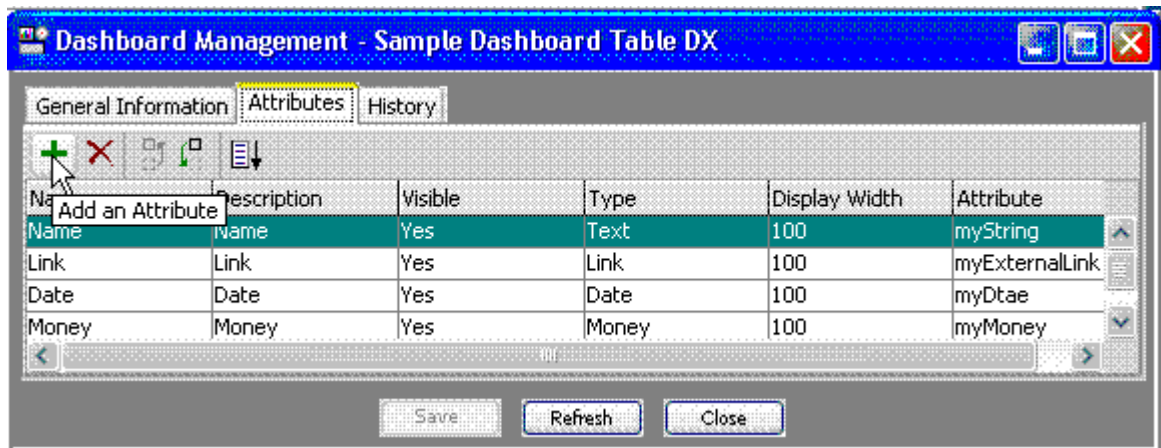 Dashboard Management - Sample Dashboard Table DX
General Information Attributes History
Na Description Visible Type Display Width Attribute
Add an Attribute
Name Name Yes Text 100 myString
Link Link Yes Link 100 myExternalLink
Date Date Yes Date 100 myDtae
Money Money Yes Money 100 myMoney
Save Refresh Close